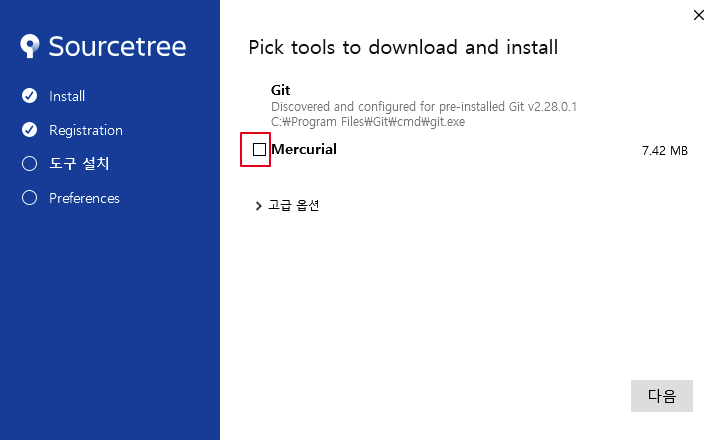 Sourcetree
Install
Registration
도구 설치
Preferences
Pick tools to download and install
Git
Discovered and configured for pre-installed Git v2.28.0.1
C:₩Program Files₩Git₩cmd₩git.exe
Mercurial 7.42 MB
고급 옵션
다음